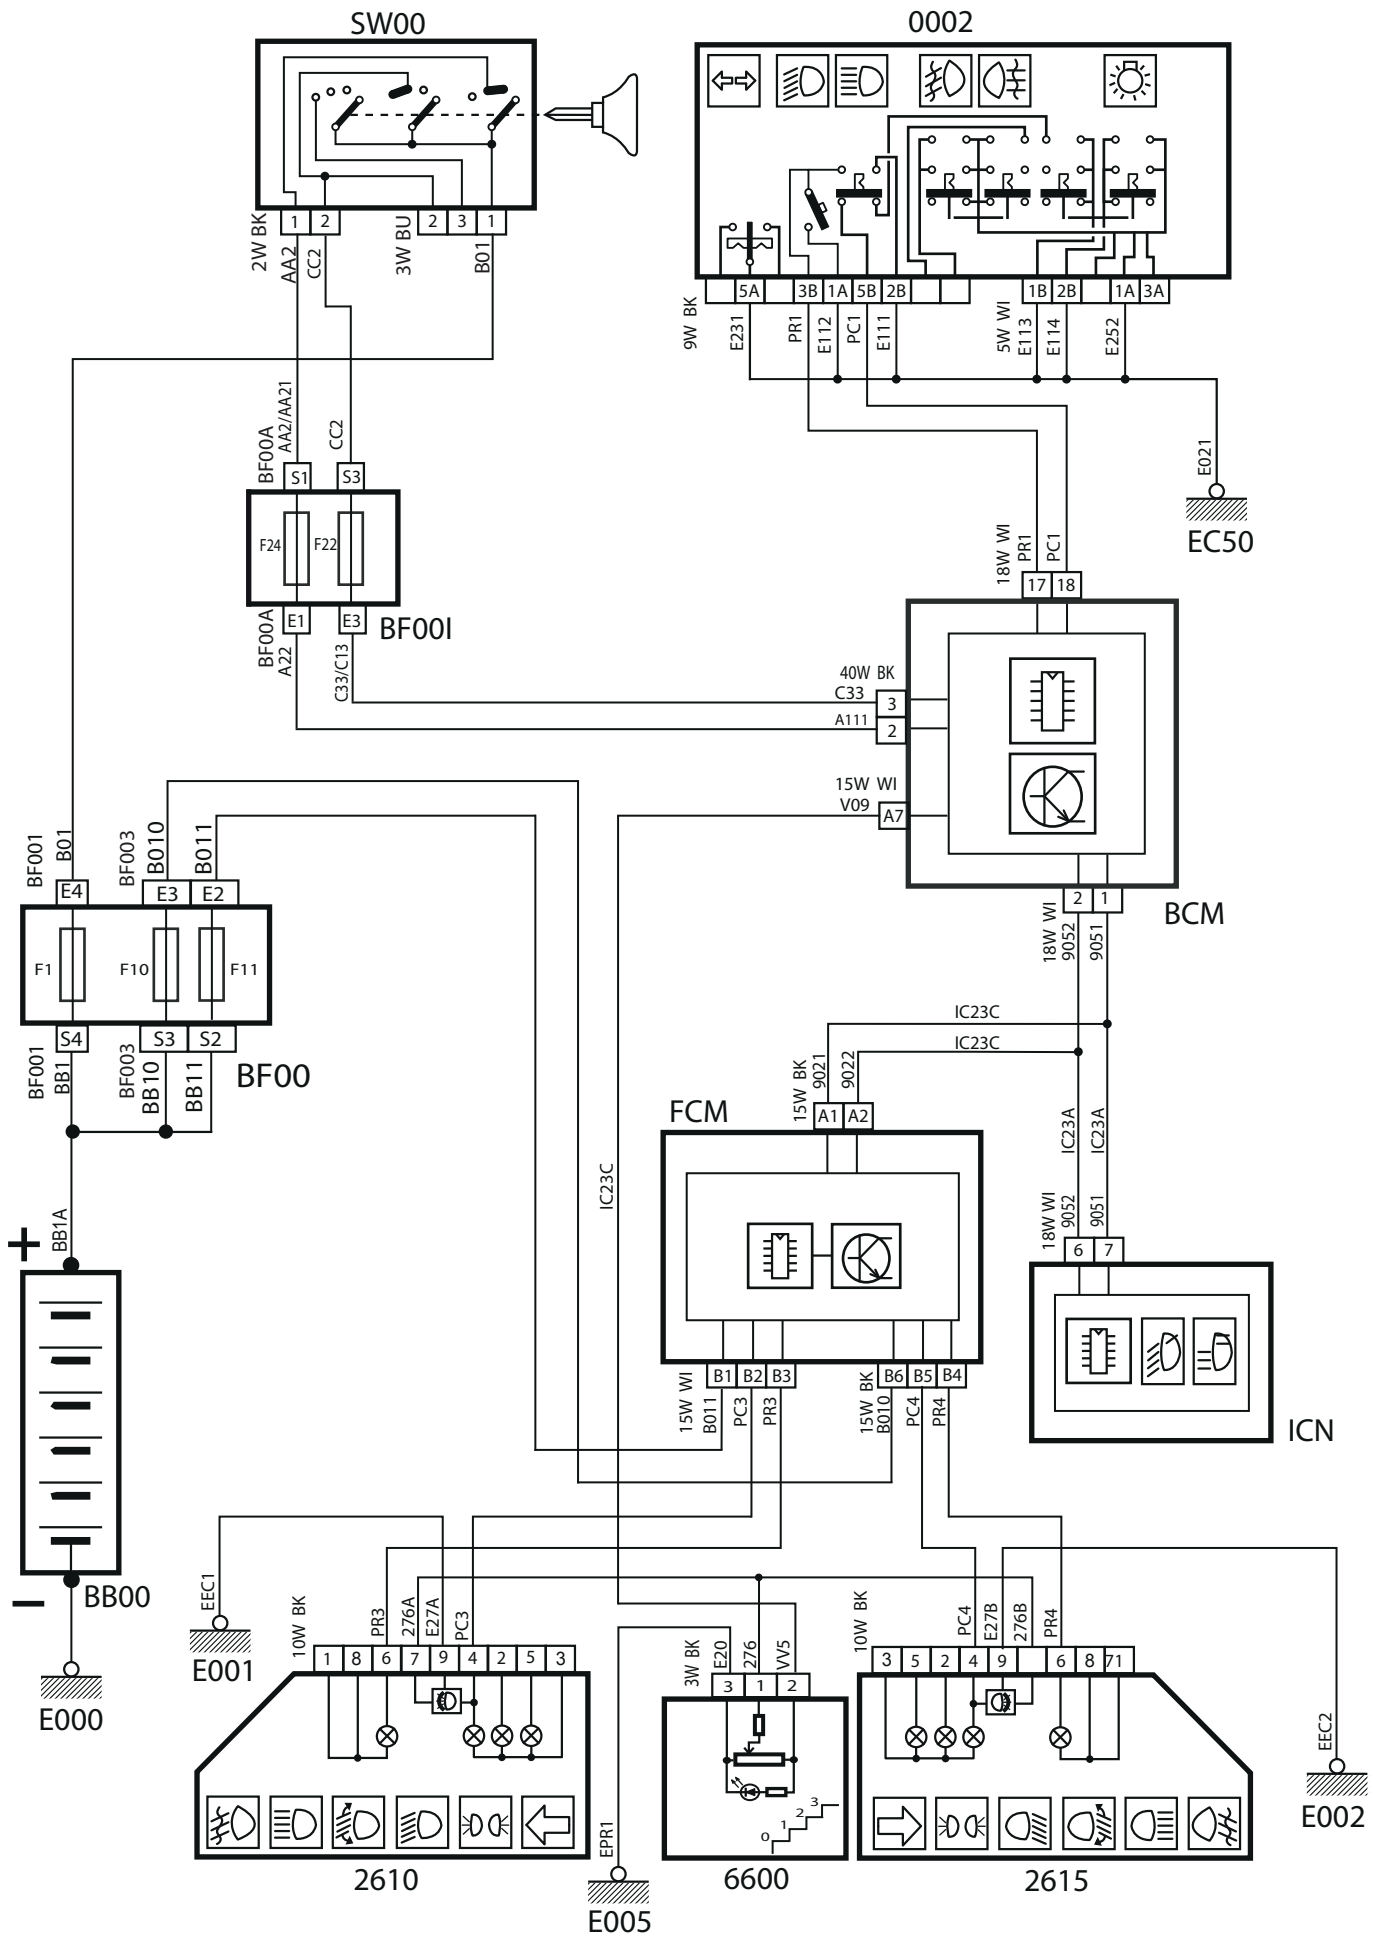 SW00
0002
1 2
2 3 1
2W BK
AA2
CC2
3W BU
B01
5A 3B 1A 5B 2B
1B 2B 1A 3A
9W BK
E231
PR1
E112
PC1
E111
5W WI
E113
E114
E252
E021
EC50
BF00A
AA2/AA21
CC2
S1 S3
F24 F22
E1 E3
BF00I
BF00A
A22
C33/C13
18W WI
PR1
PC1
17 18
40W BK
C33
3
A111
2
15W WI
V09
A7
BCM
2 1
18W WI
9052
9051
BF001
B01
BF003
B010
B011
E4 E3 E2
F1 F10 F11
S4 S3 S2
BF00
BF001
BB1
BF003
BB10
BB11
IC23C
IC23C
15W BK
9021
9022
FCM
A1 A2
IC23C
IC23A
IC23A
18W WI
9052
9051
6 7
ICN
+
BB1A
B1 B2 B3
B6 B5 B4
15W WI
B011
PC3
PR3
15W BK
B010
PC4
PR4
–
BB00
E000
EEC1
E001
10W BK
PR3
276A
E27A
PC3
1 8 6 7 9 4 2 5 3
2610
EPR1
E005
3W BK
E20
276
VV5
3 1 2
0 1 2 3
6600
10W BK
PC4
E27B
276B
PR4
3 5 2 4 9 6 8 71
2615
EEC2
E002